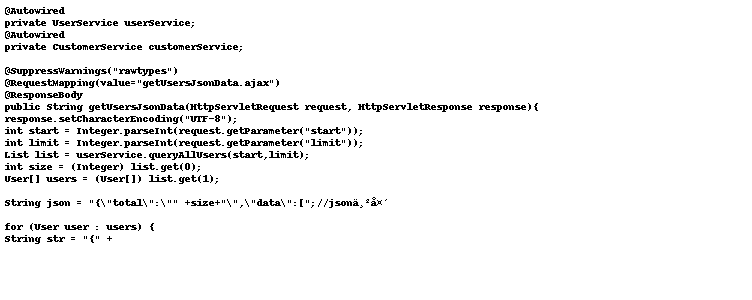 @Autowired
private UserService userService;
@Autowired
private CustomerService customerService;

@SuppressWarnings("rawtypes")
@RequestMapping(value="getUsersJsonData.ajax")
@ResponseBody
public String getUsersJsonData(HttpServletRequest request, HttpServletResponse response){
response.setCharacterEncoding("UTF-8");
int start = Integer.parseInt(request.getParameter("start"));
int limit = Integer.parseInt(request.getParameter("limit"));
List list = userService.queryAllUsers(start,limit);
int size = (Integer) list.get(0);
User[] users = (User[]) list.get(1);

String json = "{\"total\":\"" +size+"\",\"data\":[";//jsonä¸²å¤´

for (User user : users) {
String str = "{" +